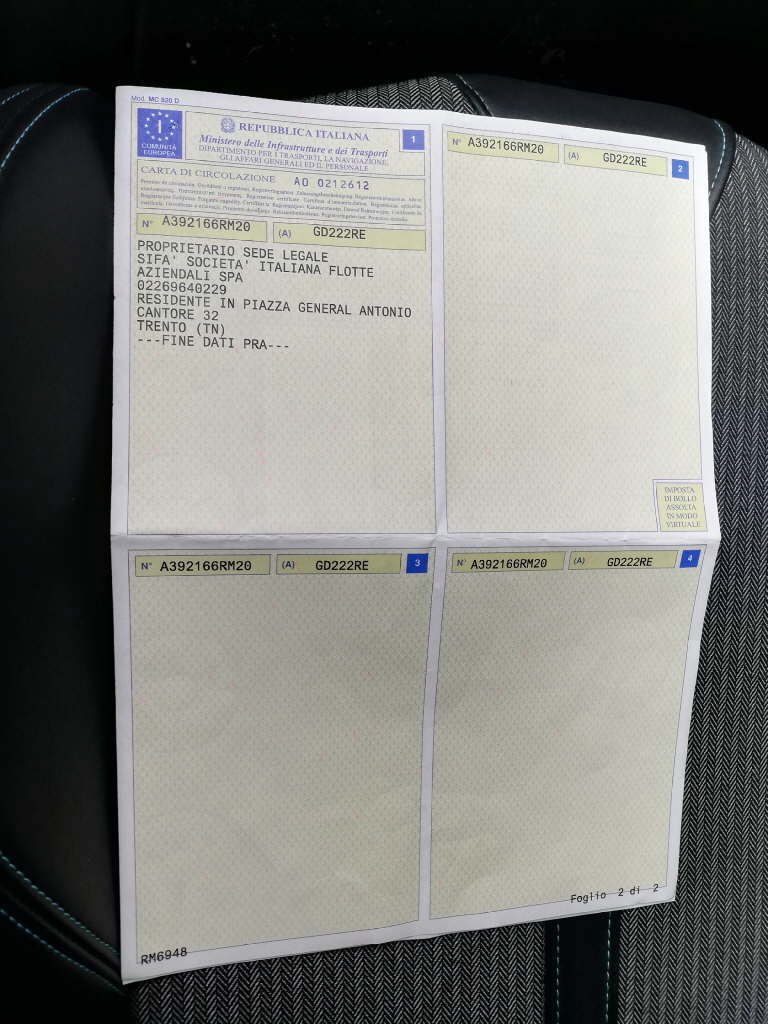 Mod. MC 820 D
I
COMUNITÀ
EUROPEA
REPUBBLICA ITALIANA
Ministero delle Infrastrutture e dei Trasporti
DIPARTIMENTO PER I TRASPORTI, LA NAVIGAZIONE,
GLI AFFARI GENERALI ED IL PERSONALE
1
CARTA DI CIRCOLAZIONE AO 0212612
N° A392166RM20 (A) GD222RE
PROPRIETARIO SEDE LEGALE
SIFA' SOCIETA' ITALIANA FLOTTE
AZIENDALI SPA
02269640229
RESIDENTE IN PIAZZA GENERAL ANTONIO
CANTORE 32
TRENTO (TN)
---FINE DATI PRA---
N° A392166RM20 (A) GD222RE 2
IMPOSTA
DI BOLLO
ASSOLTA
IN MODO
VIRTUALE
N° A392166RM20 (A) GD222RE 3
N° A392166RM20 (A) GD222RE 4
RM6948
Foglio 2 di 2